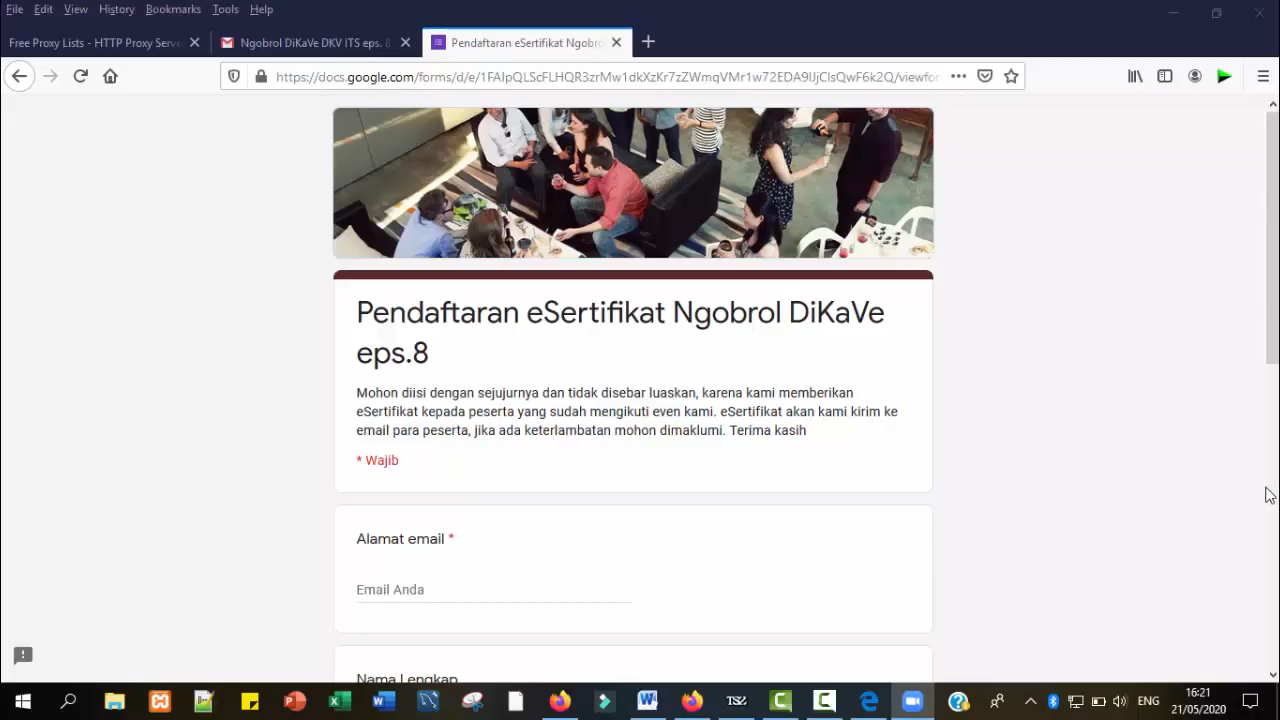 File Edit View History Bookmarks Tools Help
Free Proxy Lists - HTTP Proxy Serve
Ngobrol DiKaVe DKV ITS eps. 8
Pendaftaran eSertifikat Ngobro
https://docs.google.com/forms/d/e/1FAIpQLScFLHQR3zrMw1dkXzKr7zZWmqVMr1w72EDA9IJjClsQwF6k2Q/viewfor
Pendaftaran eSertifikat Ngobrol DiKaVe
eps.8
Mohon diisi dengan sejujurnya dan tidak disebar luaskan, karena kami memberikan
eSertifikat kepada peserta yang sudah mengikuti even kami. eSertifikat akan kami kirim ke
email para peserta, jika ada keterlambatan mohon dimaklumi. Terima kasih
* Wajib
Alamat email *
Email Anda
Nama Lengkap
ENG
16:21
21/05/2020